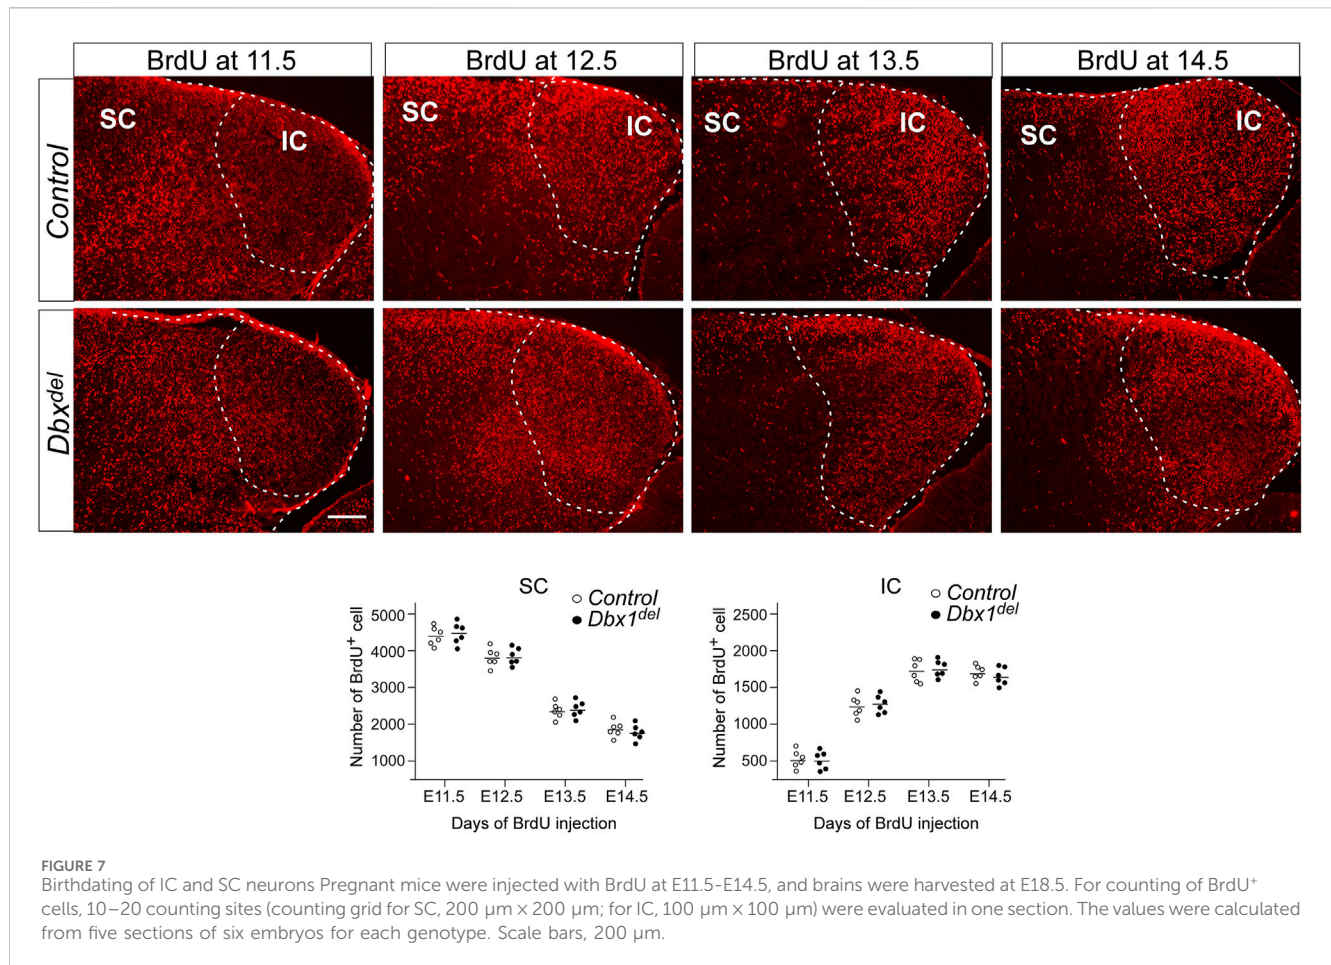 BrdU at 11.5 BrdU at 12.5 BrdU at 13.5 BrdU at 14.5
Control
SC IC SC IC SC IC SC IC
Dbxdel
SC
Control
Dbx1del
Number of BrdU+ cell
5000
4000
3000
2000
1000
E11.5 E12.5 E13.5 E14.5
Days of BrdU injection
IC
Control
Dbx1del
Number of BrdU+ cell
2500
2000
1500
1000
500
E11.5 E12.5 E13.5 E14.5
Days of BrdU injection
FIGURE 7
Birthdating of IC and SC neurons Pregnant mice were injected with BrdU at E11.5-E14.5, and brains were harvested at E18.5. For counting of BrdU+
cells, 10–20 counting sites (counting grid for SC, 200 µm × 200 µm; for IC, 100 µm × 100 µm) were evaluated in one section. The values were calculated
from five sections of six embryos for each genotype. Scale bars, 200 µm.